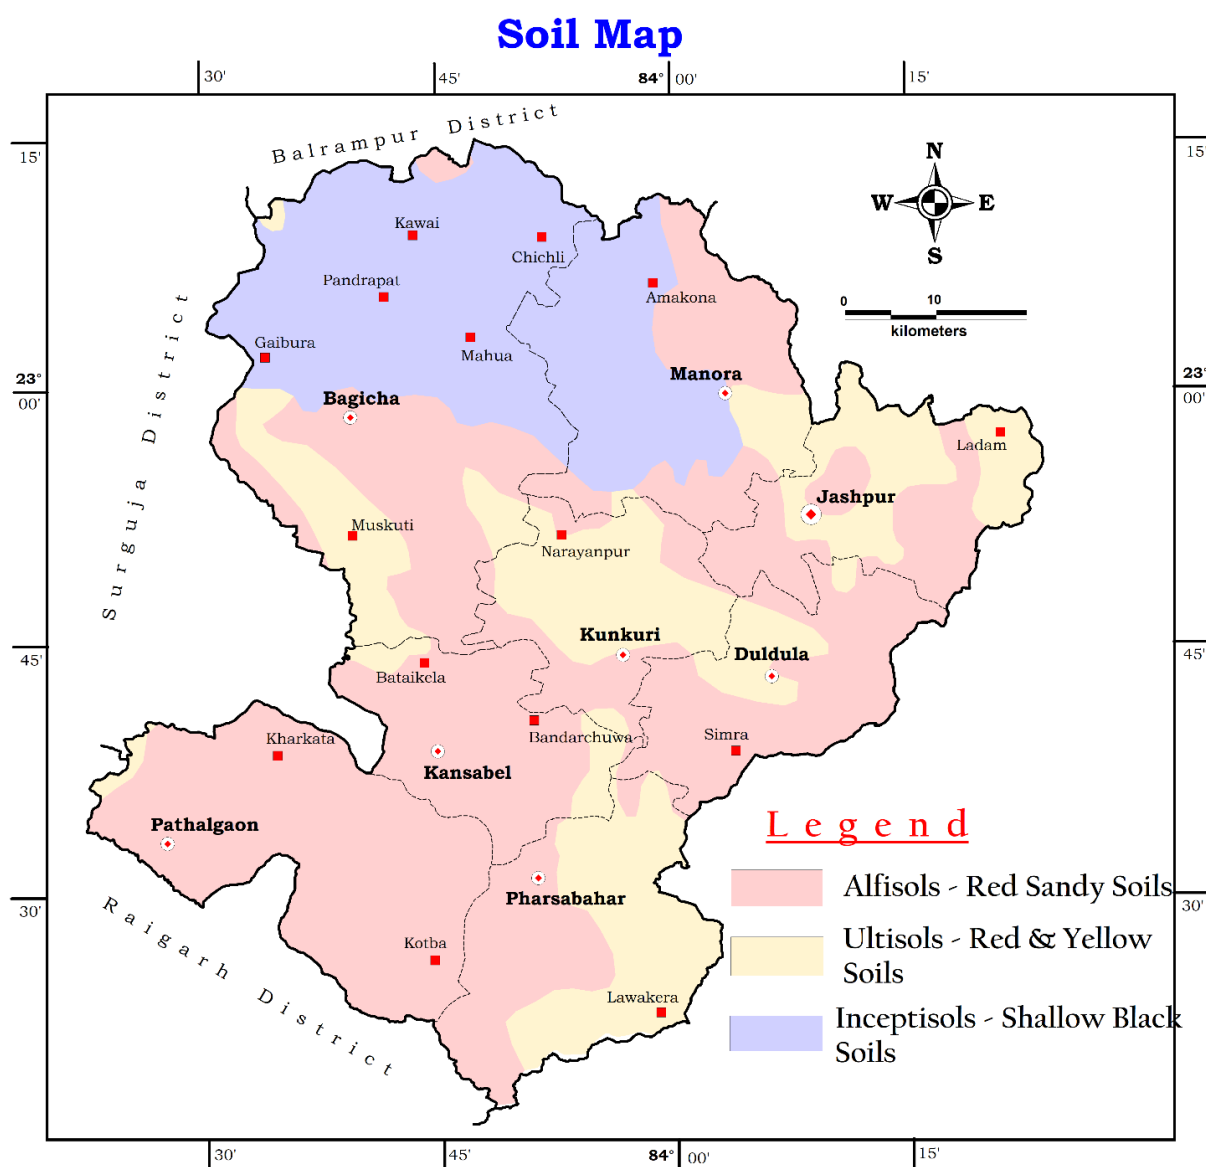 Soil Map
30'
45'
84° 00'
15'
Balrampur District
15'
15'
N
W E
S
Kawai
Chichli
Pandrapat
Amakona
0 10
kilometers
Surguja District
Gaibura
Mahua
Manora
23° 00'
23° 00'
Bagicha
Ladam
Jashpur
Muskuti
Narayanpur
Kunkuri
45'
45'
Duldula
Bataikela
Bandarchuwa
Simra
Kharkata
Kansabel
Pathalgaon
Legend
Alfisols - Red Sandy Soils
Pharsabahar
30'
30'
Ultisols - Red & Yellow
Soils
Raigarh District
Kotba
Lawakera
Inceptisols - Shallow Black
Soils
30'
45'
84° 00'
15'